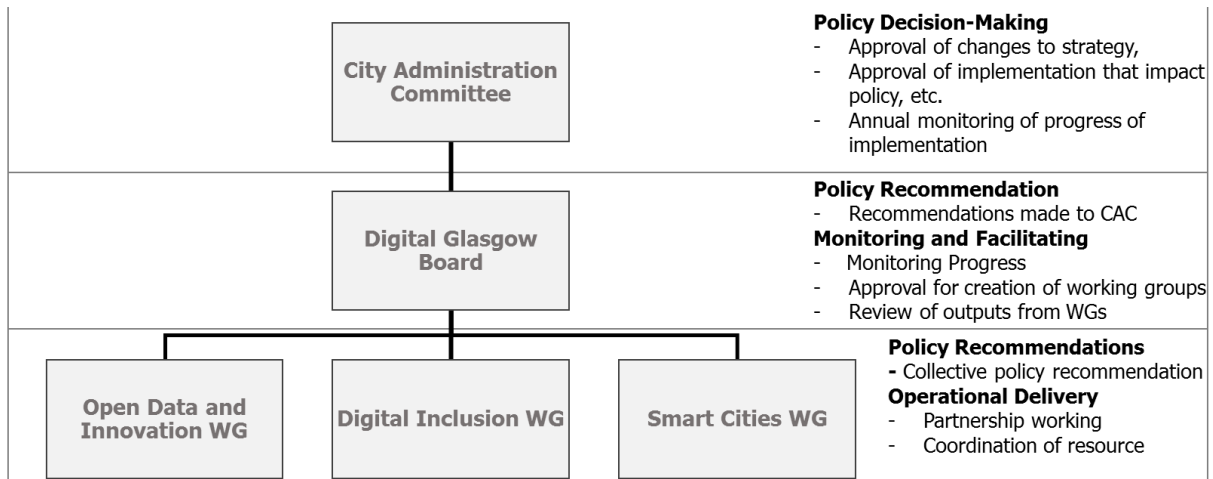 City Administration
Committee
Policy Decision-Making
- Approval of changes to strategy,
- Approval of implementation that impact
policy, etc.
- Annual monitoring of progress of
implementation
Digital Glasgow
Board
Policy Recommendation
- Recommendations made to CAC
Monitoring and Facilitating
- Monitoring Progress
- Approval for creation of working groups
- Review of outputs from WGs
Open Data and
Innovation WG
Digital Inclusion WG
Smart Cities WG
Policy Recommendations
- Collective policy recommendation
Operational Delivery
- Partnership working
- Coordination of resource